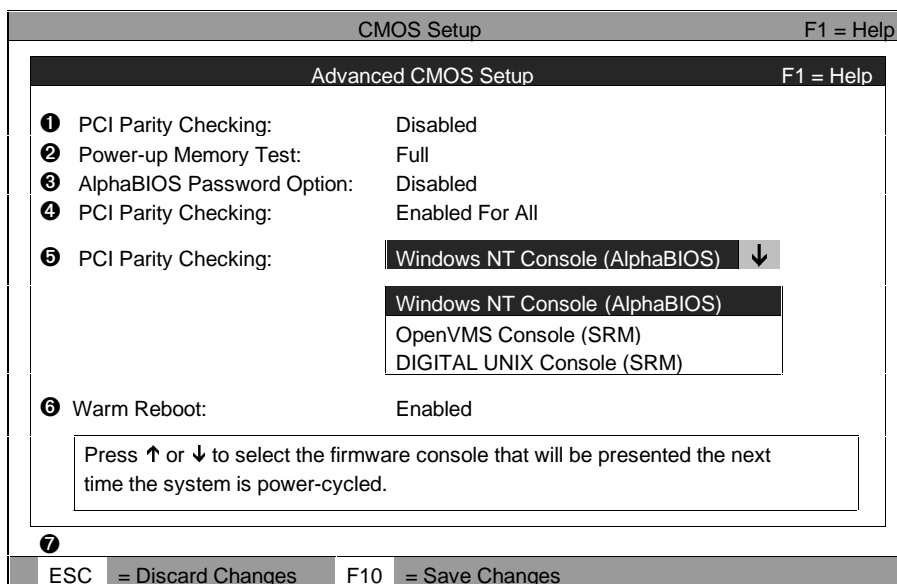 CMOS Setup F1 = Help
Advanced CMOS Setup F1 = Help
❶ PCI Parity Checking: Disabled
❷ Power-up Memory Test: Full
❸ AlphaBIOS Password Option: Disabled
❹ PCI Parity Checking: Enabled For All
❺ PCI Parity Checking: Windows NT Console (AlphaBIOS) ↓
Windows NT Console (AlphaBIOS)
OpenVMS Console (SRM)
DIGITAL UNIX Console (SRM)
❻ Warm Reboot: Enabled
Press ↑ or ↓ to select the firmware console that will be presented the next
time the system is power-cycled.
❼
ESC = Discard Changes F10 = Save Changes